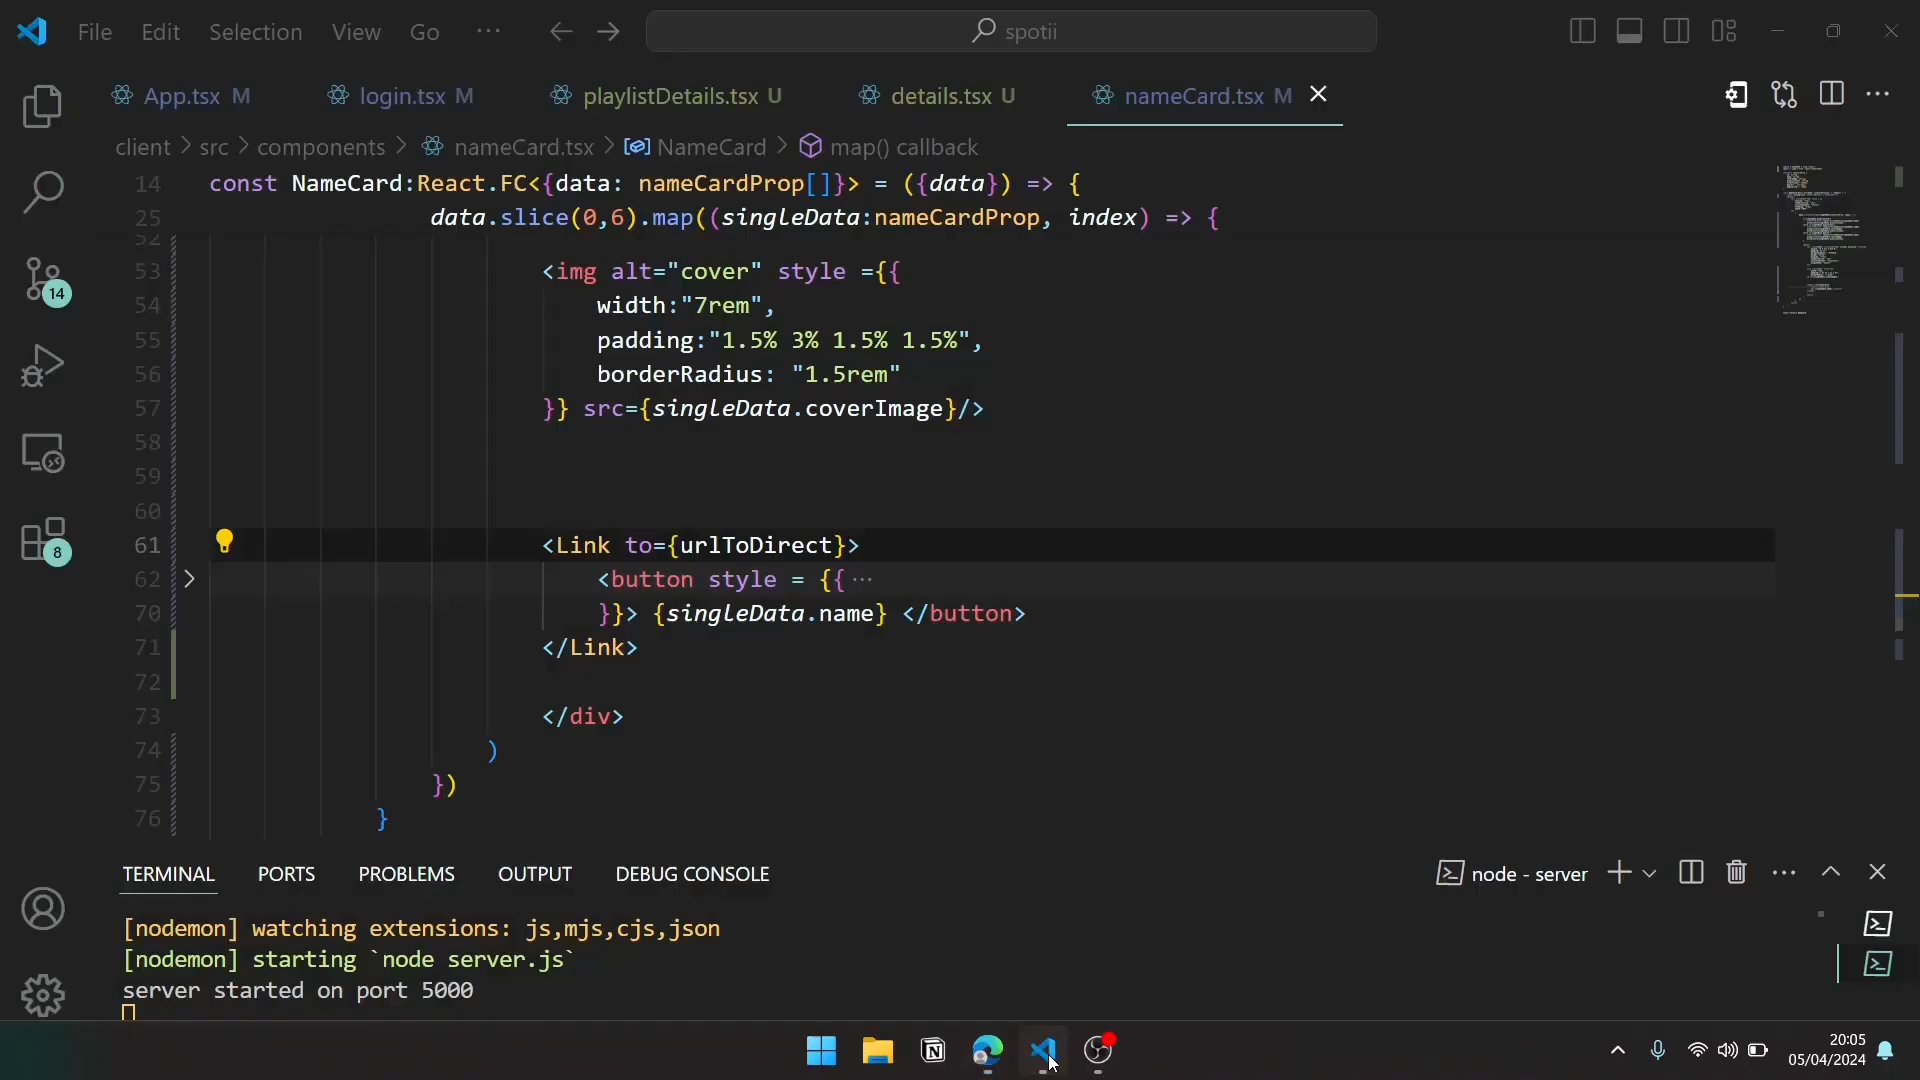 File Edit Selection View Go ··· spotii
App.tsx M login.tsx M playlistDetails.tsx U details.tsx U nameCard.tsx M
client > src > components > nameCard.tsx > NameCard > map() callback
14 const NameCard:React.FC<{data: nameCardProp[]}> = ({data}) => {
25 data.slice(0,6).map((singleData:nameCardProp, index) => {
52
53 <img alt="cover" style ={{
54 width:"7rem",
55 padding:"1.5% 3% 1.5% 1.5%",
56 borderRadius: "1.5rem"
57 }} src={singleData.coverImage}/>
58
59
60
61 <Link to={urlToDirect}>
62 <button style = {{ ···
70 }}> {singleData.name} </button>
71 </Link>
72
73 </div>
74 )
75 })
76 }
14
8
TERMINAL PORTS PROBLEMS OUTPUT DEBUG CONSOLE node - server
[nodemon] watching extensions: js,mjs,cjs,json
[nodemon] starting `node server.js`
server started on port 5000
20:05
05/04/2024